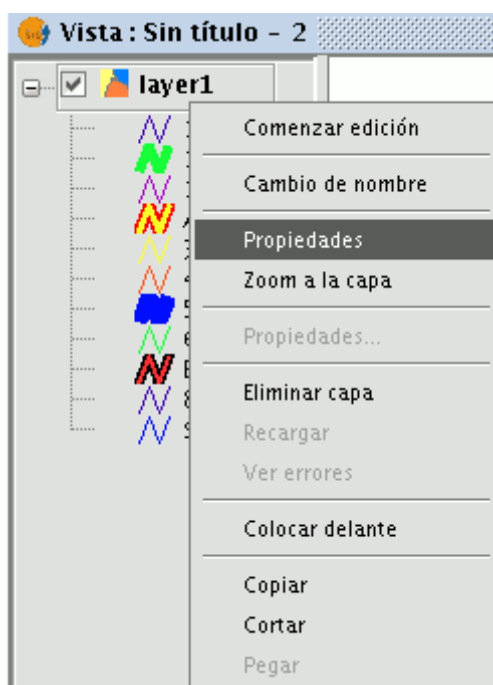 Vista : Sin título - 2
layer1
Comenzar edición
Cambio de nombre
Propiedades
Zoom a la capa
Propiedades...
Eliminar capa
Recargar
Ver errores
Colocar delante
Copiar
Cortar
Pegar